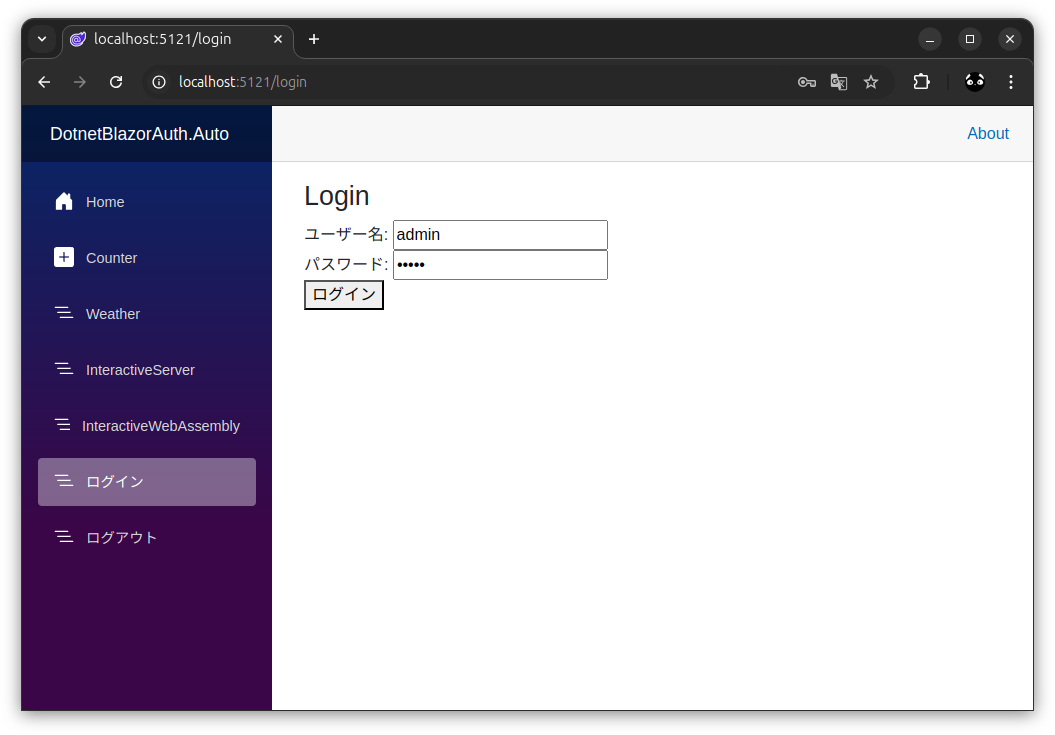 localhost:5121/login
localhost:5121/login
DotnetBlazorAuth.Auto
About
Home
Counter
Weather
InteractiveServer
InteractiveWebAssembly
ログイン
ログアウト
Login
ユーザー名: admin
パスワード: •••••
ログイン